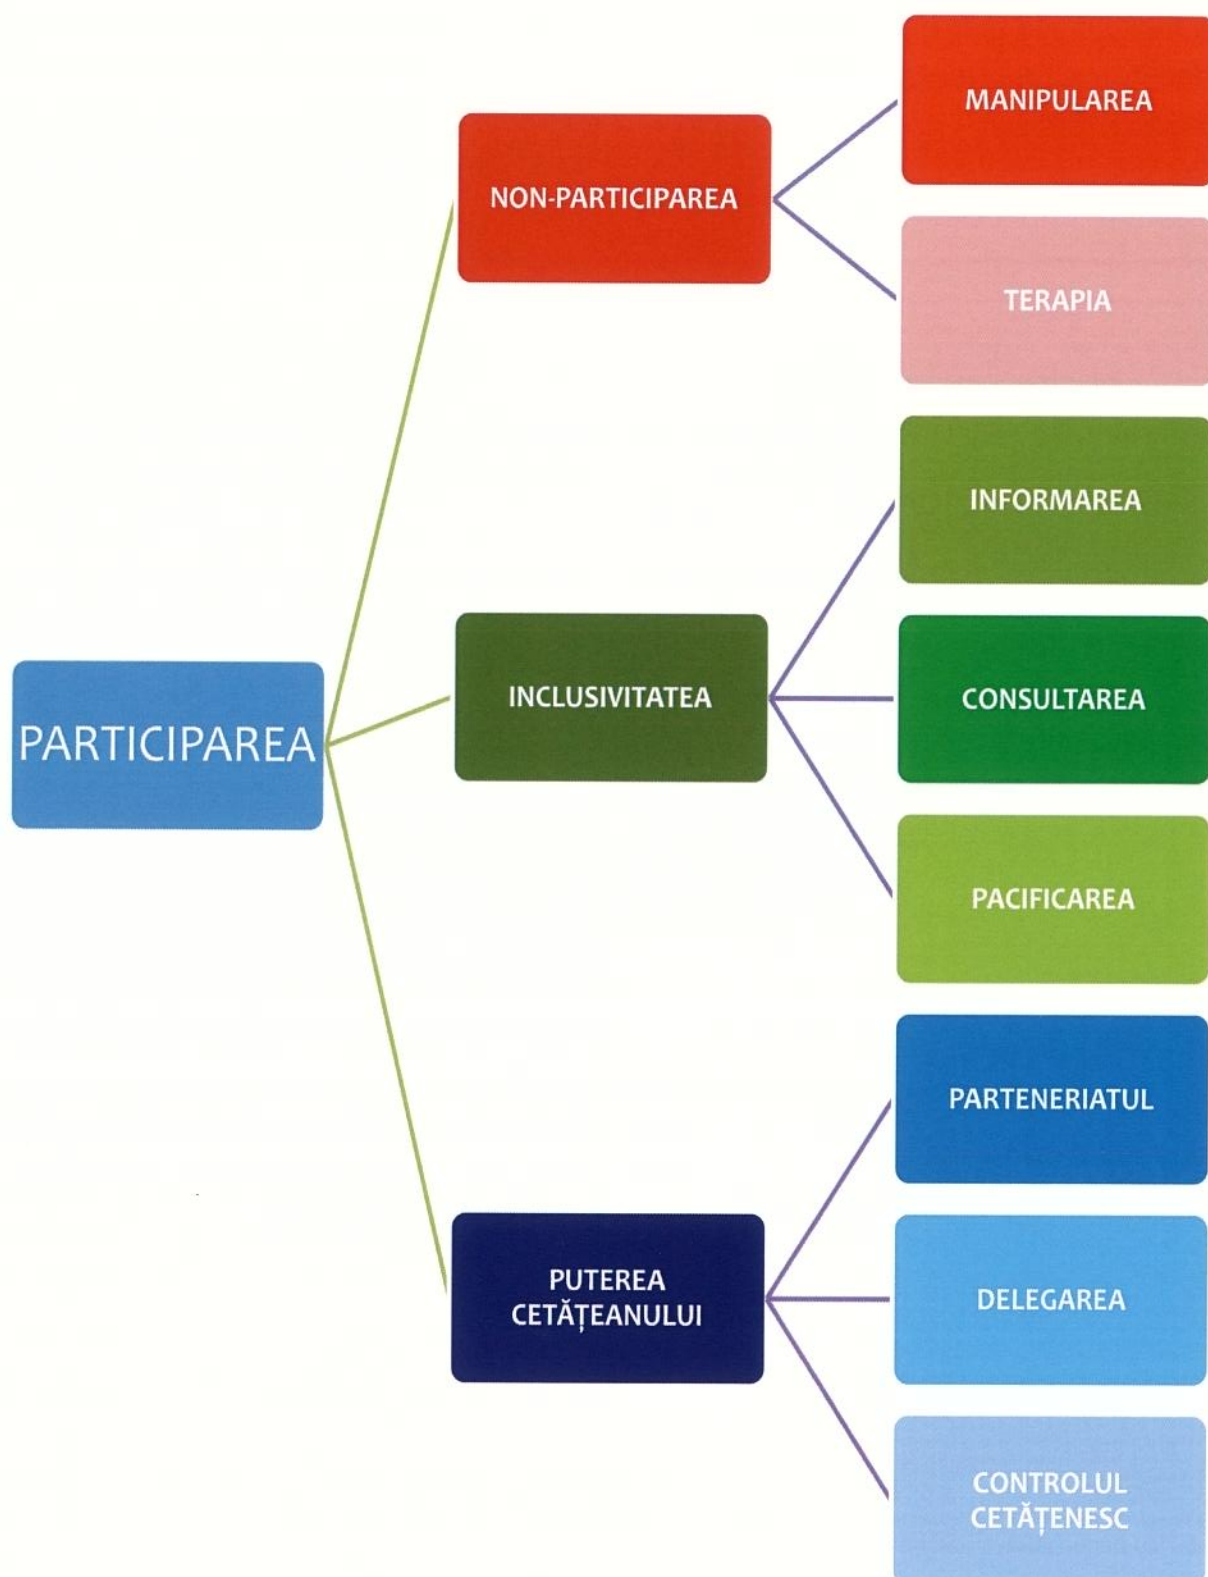 PARTICIPAREA
NON-PARTICIPAREA
MANIPULAREA
TERAPIA
INCLUSIVITATEA
INFORMAREA
CONSULTAREA
PACIFICAREA
PUTEREA
CETĂȚEANULUI
PARTENERIATUL
DELEGAREA
CONTROLUL
CETĂȚENESC